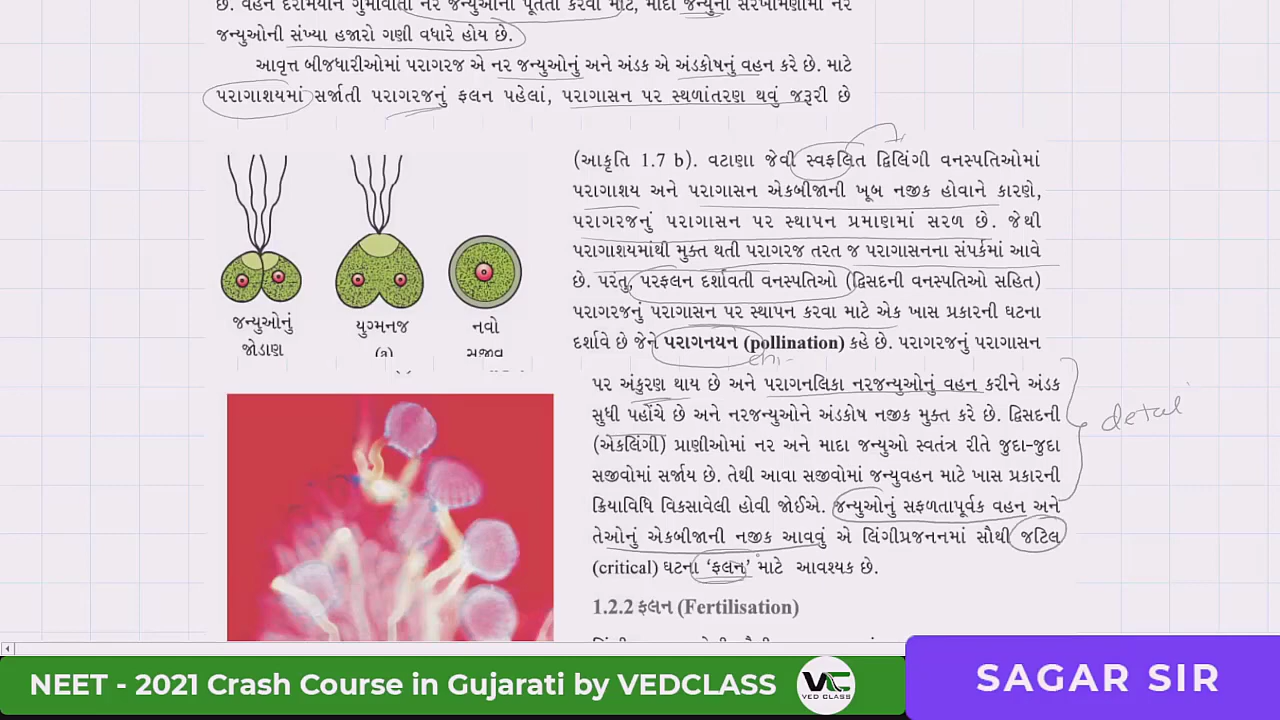 છે. વહન દરમિયાન ગુમાવાતા નર જન્યુઓની પૂર્તતા કરવા માટે, માદા જન્યુની સરખામણીમાં નર
જન્યુઓની સંખ્યા હજારો ગણી વધારે હોય છે.
આવૃત્ત બીજધારીઓમાં પરાગરજ એ નર જન્યુઓનું અને અંડક એ અંડકોષનું વહન કરે છે. માટે
પરાગાશયમાં સર્જાતી પરાગરજનું ફલન પહેલાં, પરાગાસન પર સ્થળાંતરણ થવું જરૂરી છે
(આકૃતિ 1.7 b). વટાણા જેવી સ્વફલિત દ્વિલિંગી વનસ્પતિઓમાં
પરાગાશય અને પરાગાસન એકબીજાની ખૂબ નજીક હોવાને કારણે,
પરાગરજનું પરાગાસન પર સ્થાપન પ્રમાણમાં સરળ છે. જેથી
પરાગાશયમાંથી મુક્ત થતી પરાગરજ તરત જ પરાગાસનના સંપર્કમાં આવે
છે. પરંતુ, પરફલન દર્શાવતી વનસ્પતિઓ (દ્વિસદની વનસ્પતિઓ સહિત)
પરાગરજનું પરાગાસન પર સ્થાપન કરવા માટે એક ખાસ પ્રકારની ઘટના
દર્શાવે છે જેને પરાગનયન (pollination) કહે છે. પરાગરજનું પરાગાસન
જન્યુઓનું
જોડાણ
યુગ્મનજ
(a)
નવો
સજીવ
પર અંકુરણ થાય છે અને પરાગનલિકા નરજન્યુઓનું વહન કરીને અંડક
સુધી પહોંચે છે અને નરજન્યુઓને અંડકોષ નજીક મુક્ત કરે છે. દ્વિસદની
(એકલિંગી) પ્રાણીઓમાં નર અને માદા જન્યુઓ સ્વતંત્ર રીતે જુદા-જુદા
સજીવોમાં સર્જાય છે. તેથી આવા સજીવોમાં જન્યુવહન માટે ખાસ પ્રકારની
ક્રિયાવિધિ વિકસાવેલી હોવી જોઈએ. જન્યુઓનું સફળતાપૂર્વક વહન અને
તેઓનું એકબીજાની નજીક આવવું એ લિંગીપ્રજનનમાં સૌથી જટિલ
(critical) ઘટના ‘ફલન’ માટે આવશ્યક છે.
detail
1.2.2 ફલન (Fertilisation)
NEET - 2021 Crash Course in Gujarati by VEDCLASS
VC
VED CLASS
SAGAR SIR